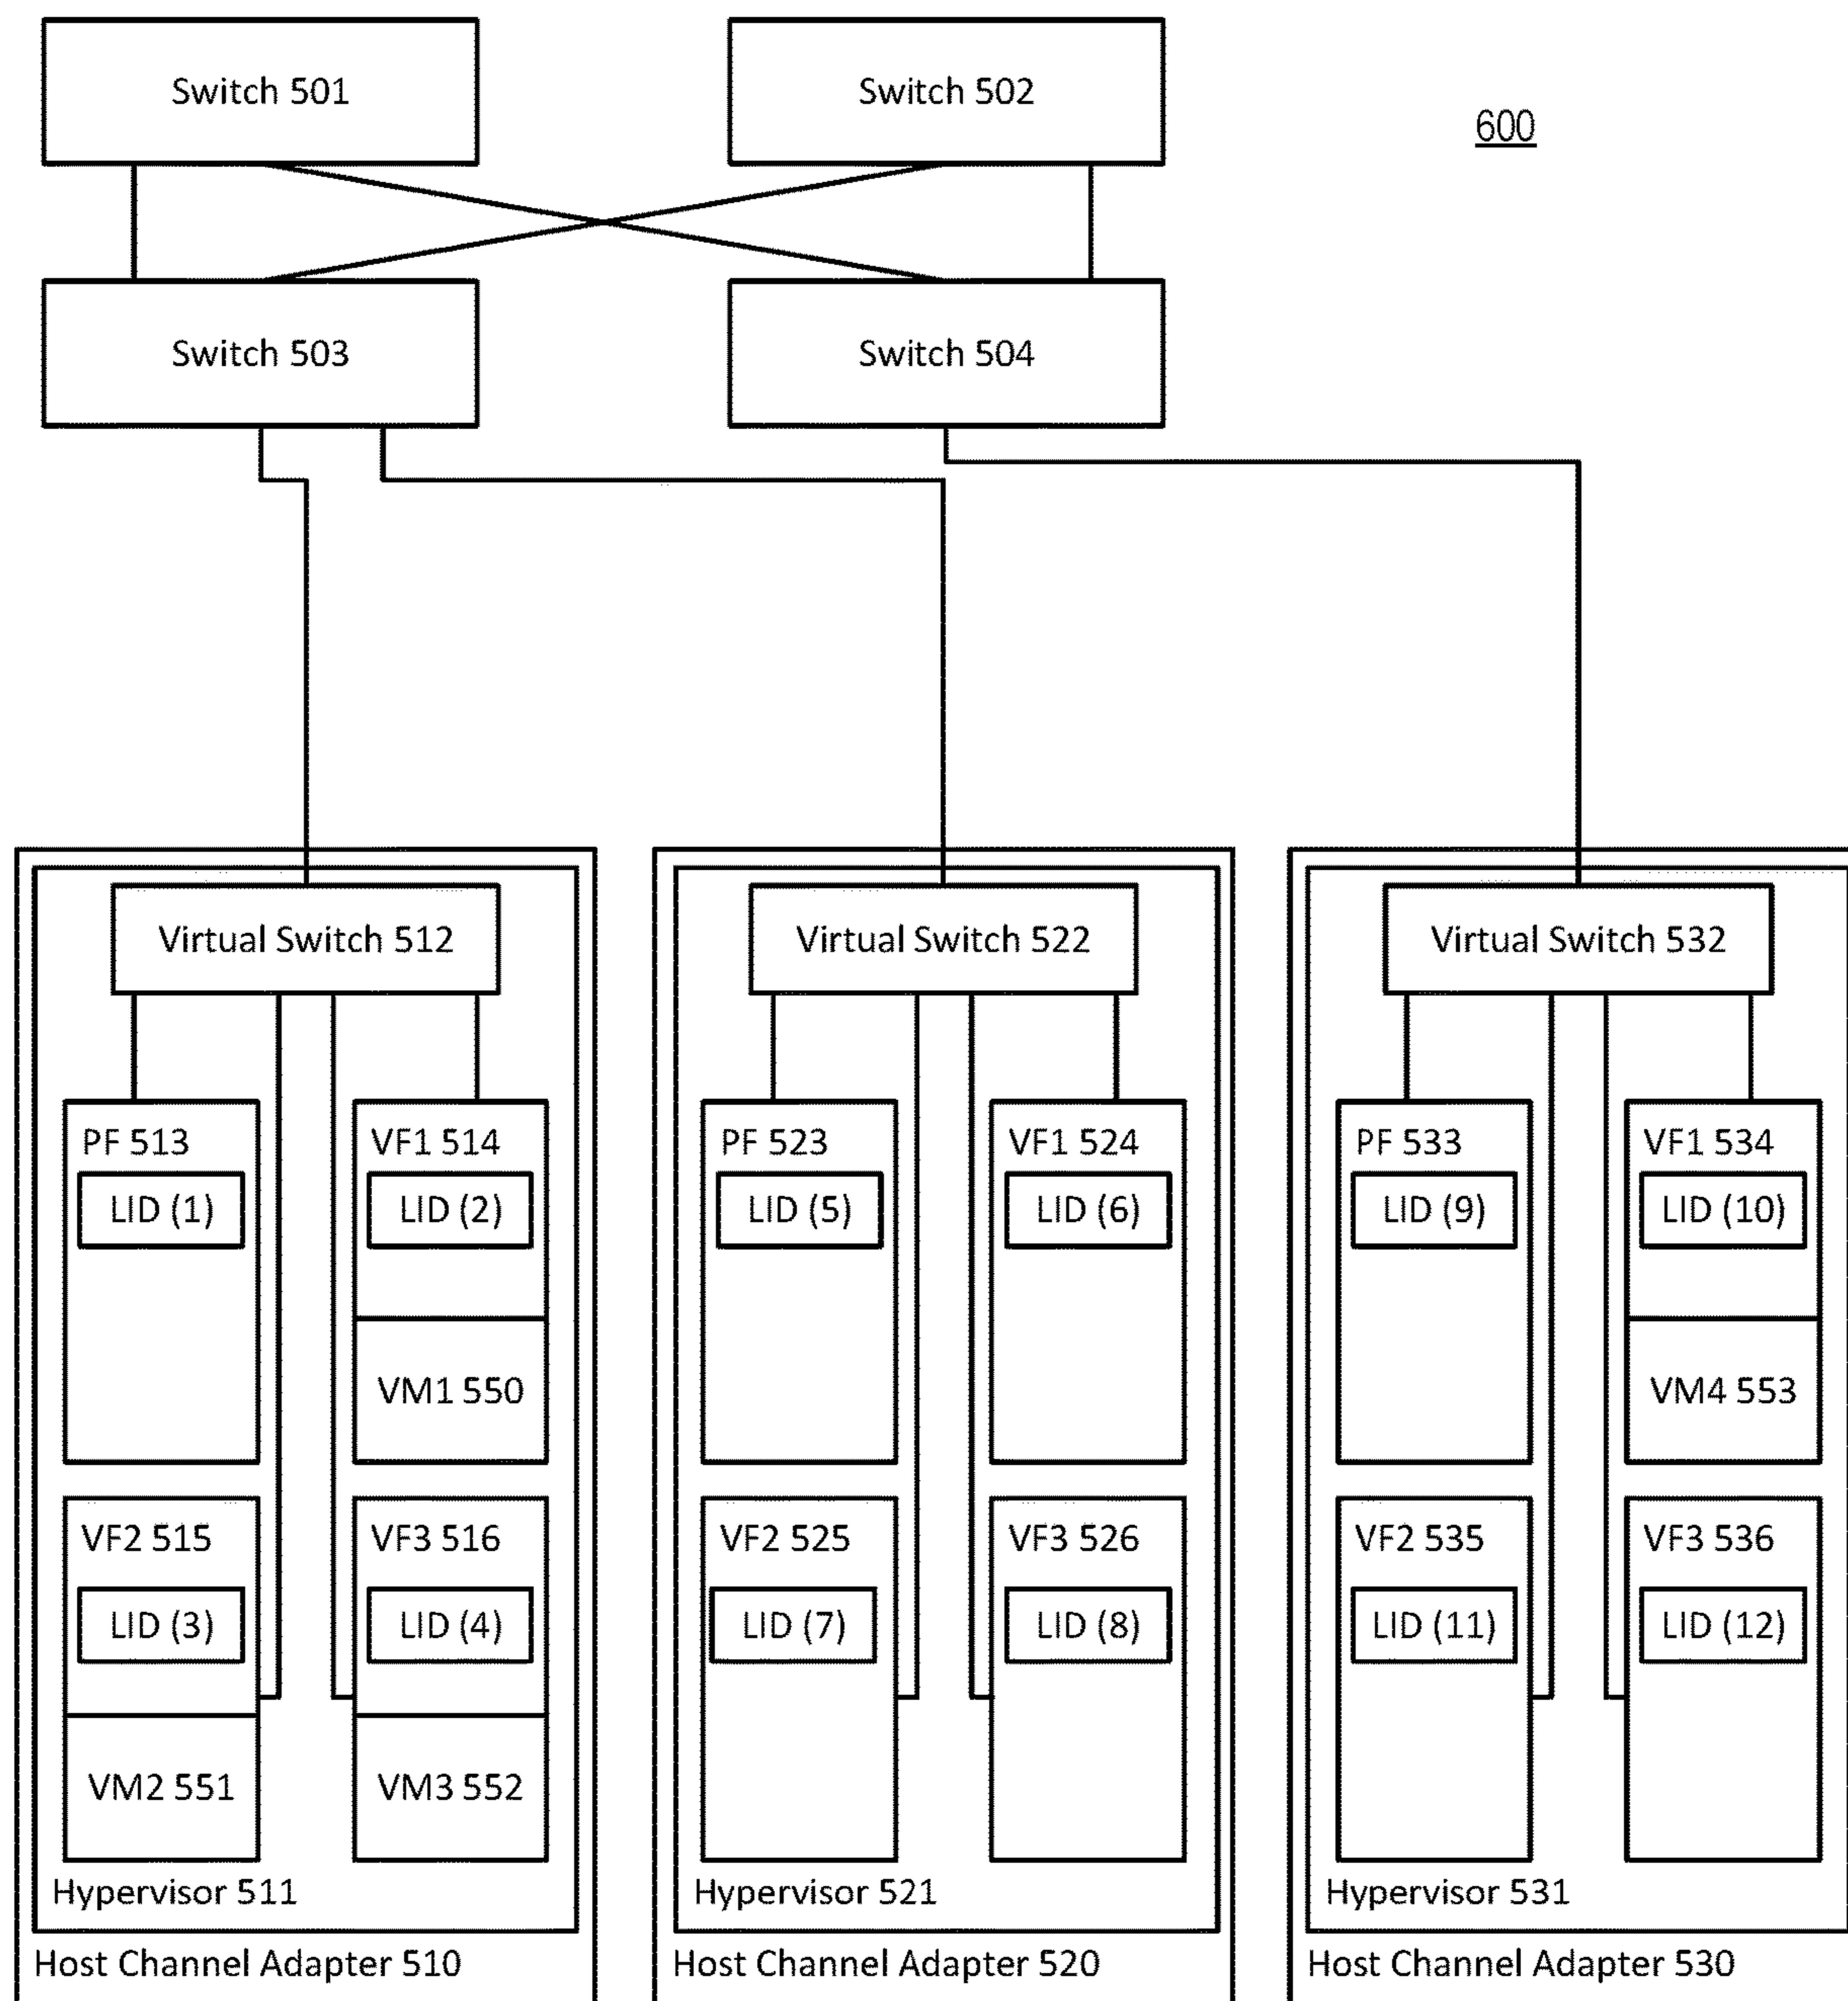 Switch 501
Switch 502
600
Switch 503
Switch 504
Virtual Switch 512
Virtual Switch 522
Virtual Switch 532
PF 513
LID (1)
VF1 514
LID (2)
VM1 550
VF2 515
LID (3)
VM2 551
VF3 516
LID (4)
VM3 552
Hypervisor 511
Host Channel Adapter 510
PF 523
LID (5)
VF1 524
LID (6)
VF2 525
LID (7)
VF3 526
LID (8)
Hypervisor 521
Host Channel Adapter 520
PF 533
LID (9)
VF1 534
LID (10)
VM4 553
VF2 535
LID (11)
VF3 536
LID (12)
Hypervisor 531
Host Channel Adapter 530